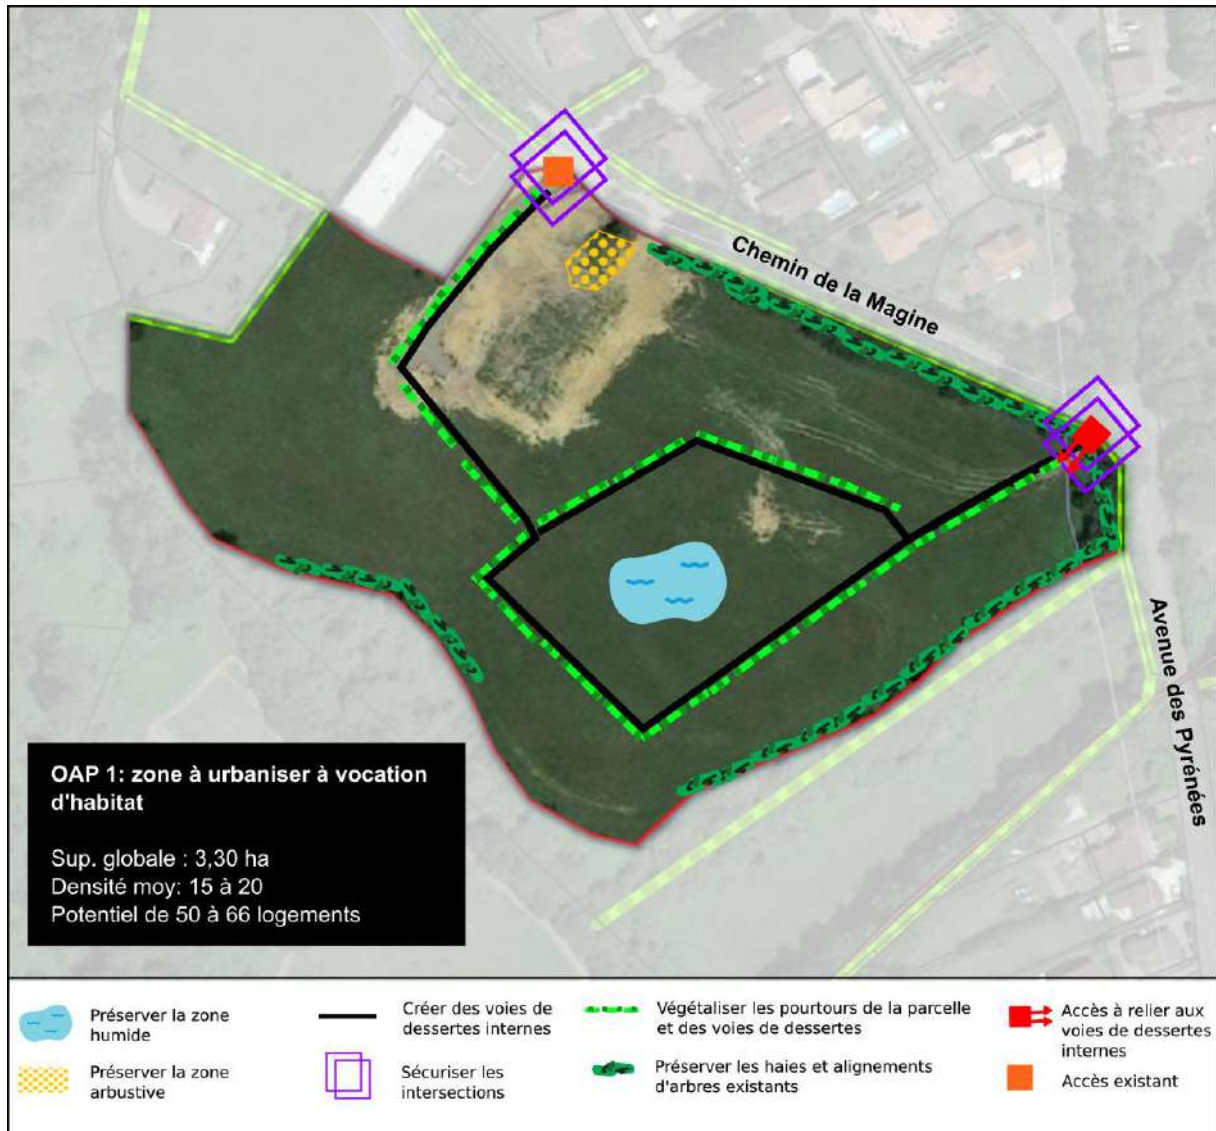 Chemin de la Magine
Avenue des Pyrénées
OAP 1: zone à urbaniser à vocation
d'habitat
Sup. globale : 3,30 ha
Densité moy: 15 à 20
Potentiel de 50 à 66 logements
Préserver la zone
humide
Créer des voies de
dessertes internes
Végétaliser les pourtours de la parcelle
et des voies de dessertes
Accès à relier aux
voies de dessertes
internes
Préserver la zone
arbustive
Sécuriser les
intersections
Préserver les haies et alignements
d'arbres existants
Accès existant